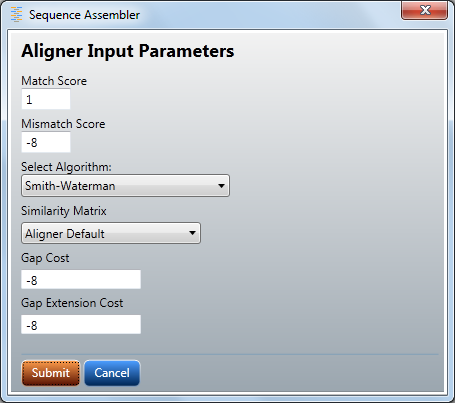 Sequence Assembler
Aligner Input Parameters
Match Score
1
Mismatch Score
-8
Select Algorithm:
Smith-Waterman
Similarity Matrix
Aligner Default
Gap Cost
-8
Gap Extension Cost
-8
Submit Cancel